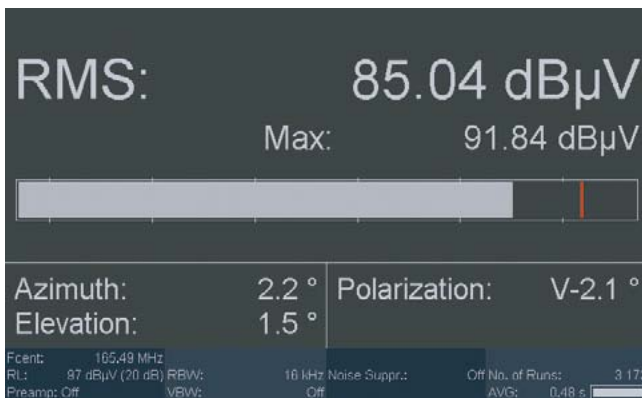 RMS: 85.04 dBµV
Max: 91.84 dBµV
Azimuth: 2.2 ° Polarization: V-2.1 °
Elevation: 1.5 °
Fcent: 165.49 MHz
RL: 97 dBµV (20 dB) RBW: 16 kHz Noise Suppr.: Off No. of Runs: 3 173
Preamp: Off VBW: Off AVG: 0.48 s